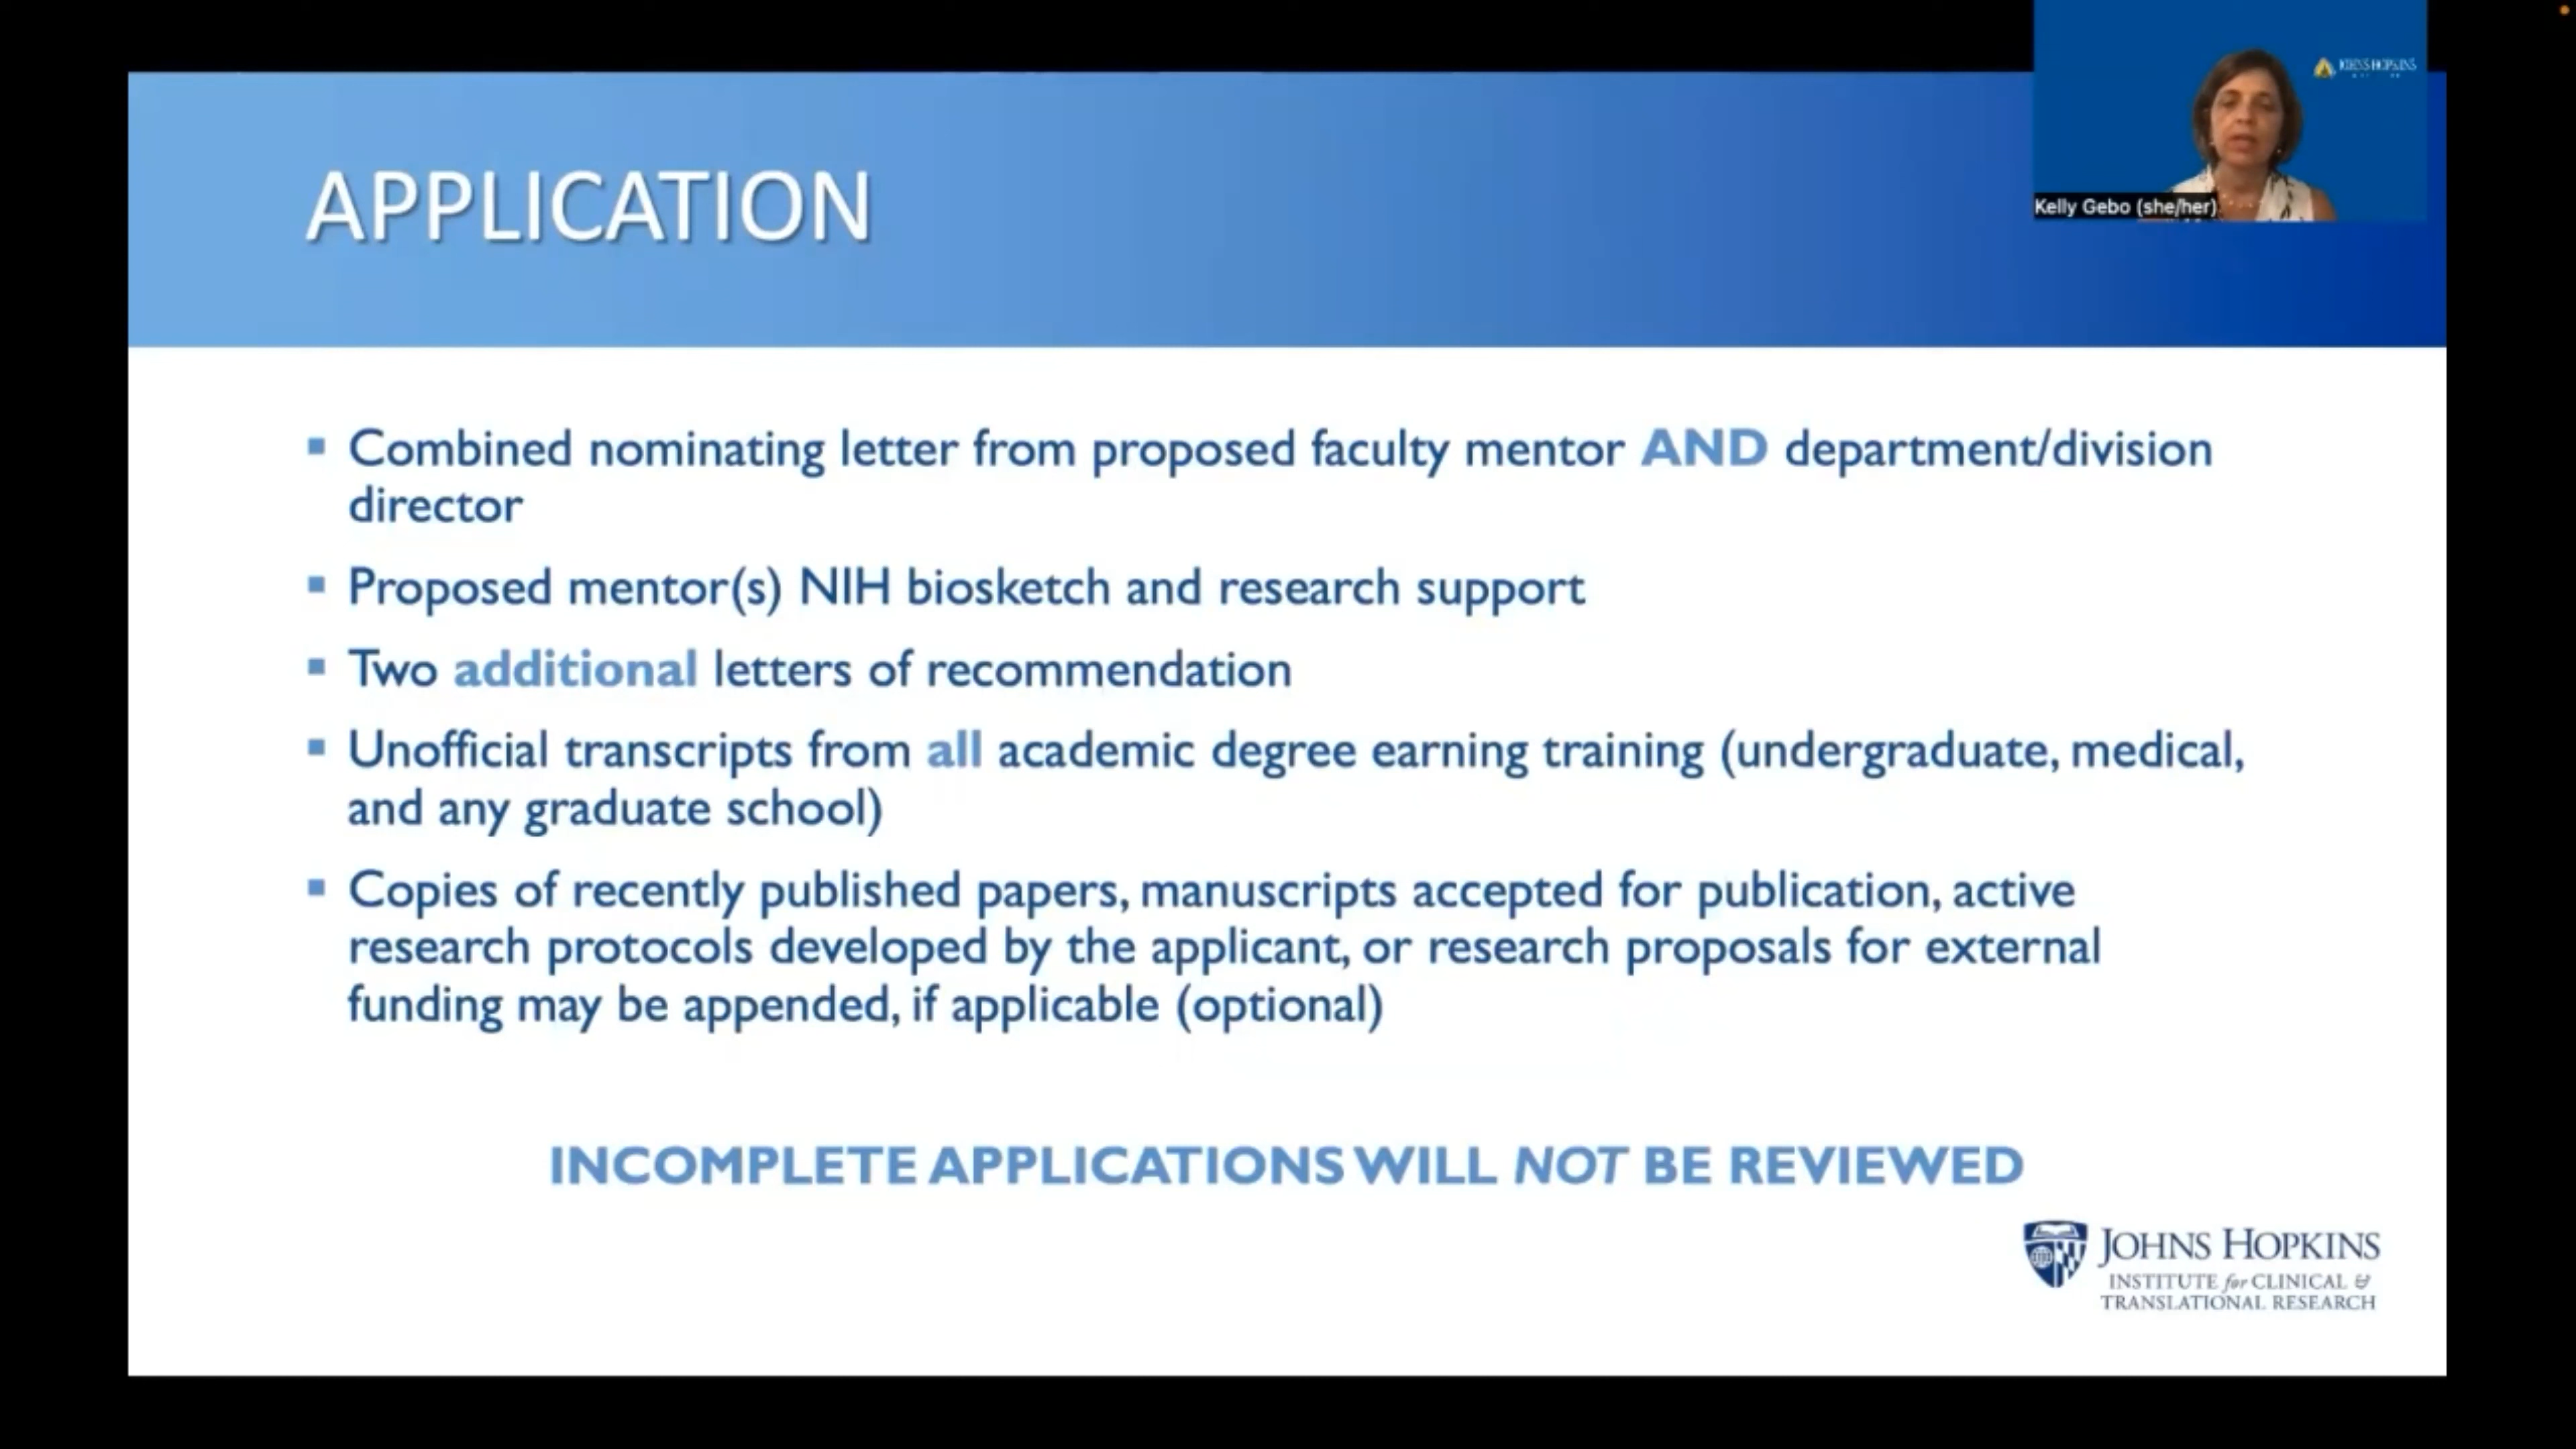 JOHNS HOPKINS
Kelly Gebo (she/her)
APPLICATION
Combined nominating letter from proposed faculty mentor AND department/division
director
Proposed mentor(s) NIH biosketch and research support
Two additional letters of recommendation
Unofficial transcripts from all academic degree earning training (undergraduate, medical,
and any graduate school)
Copies of recently published papers, manuscripts accepted for publication, active
research protocols developed by the applicant, or research proposals for external
funding may be appended, if applicable (optional)
INCOMPLETE APPLICATIONS WILL NOT BE REVIEWED
JOHNS HOPKINS
INSTITUTE for CLINICAL &
TRANSLATIONAL RESEARCH